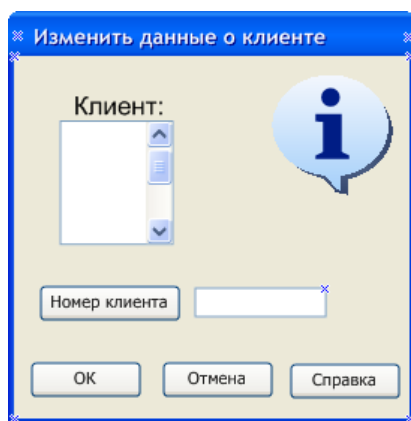 Изменить данные о клиенте
Клиент:
Номер клиента
ОК
Отмена
Справка